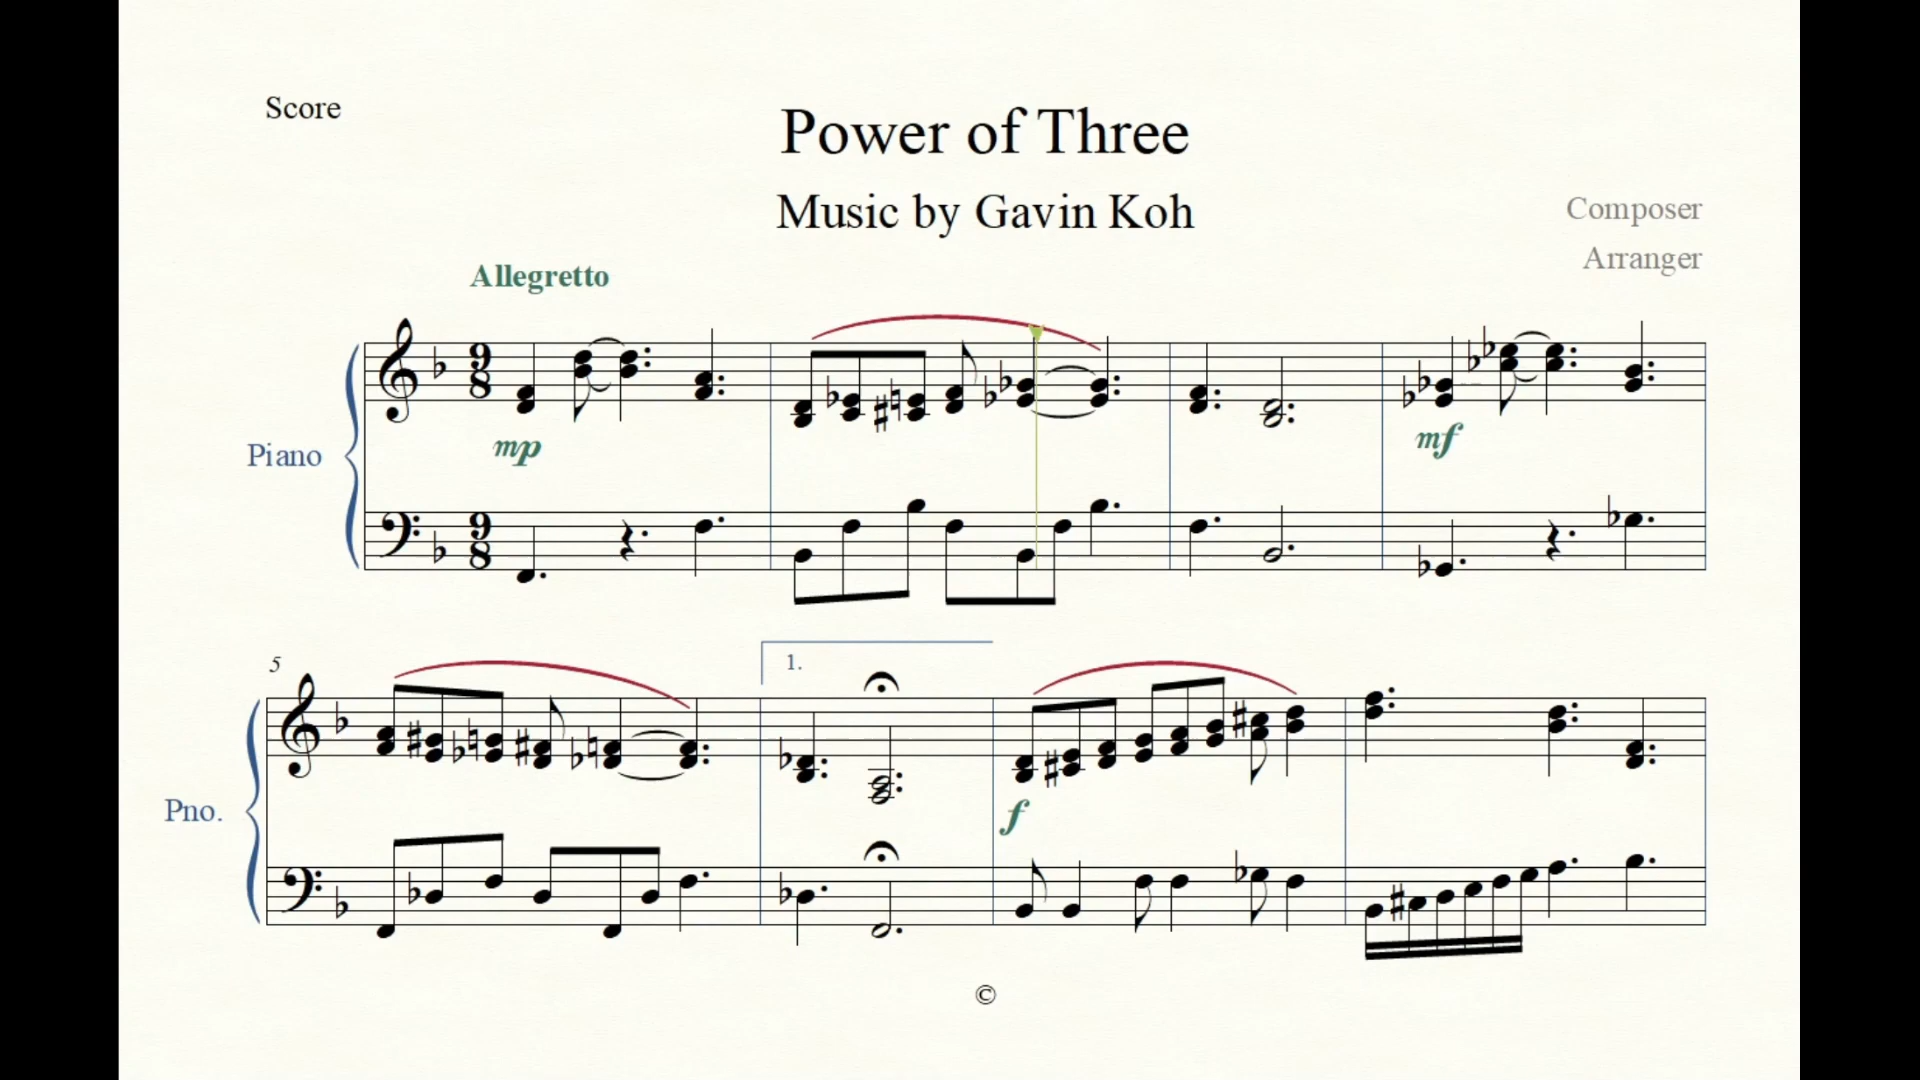 Score
Power of Three
Music by Gavin Koh
Composer
Arranger
Allegretto
9
8
mp
mf
Piano
9
8
5
1.
Pno.
f
©